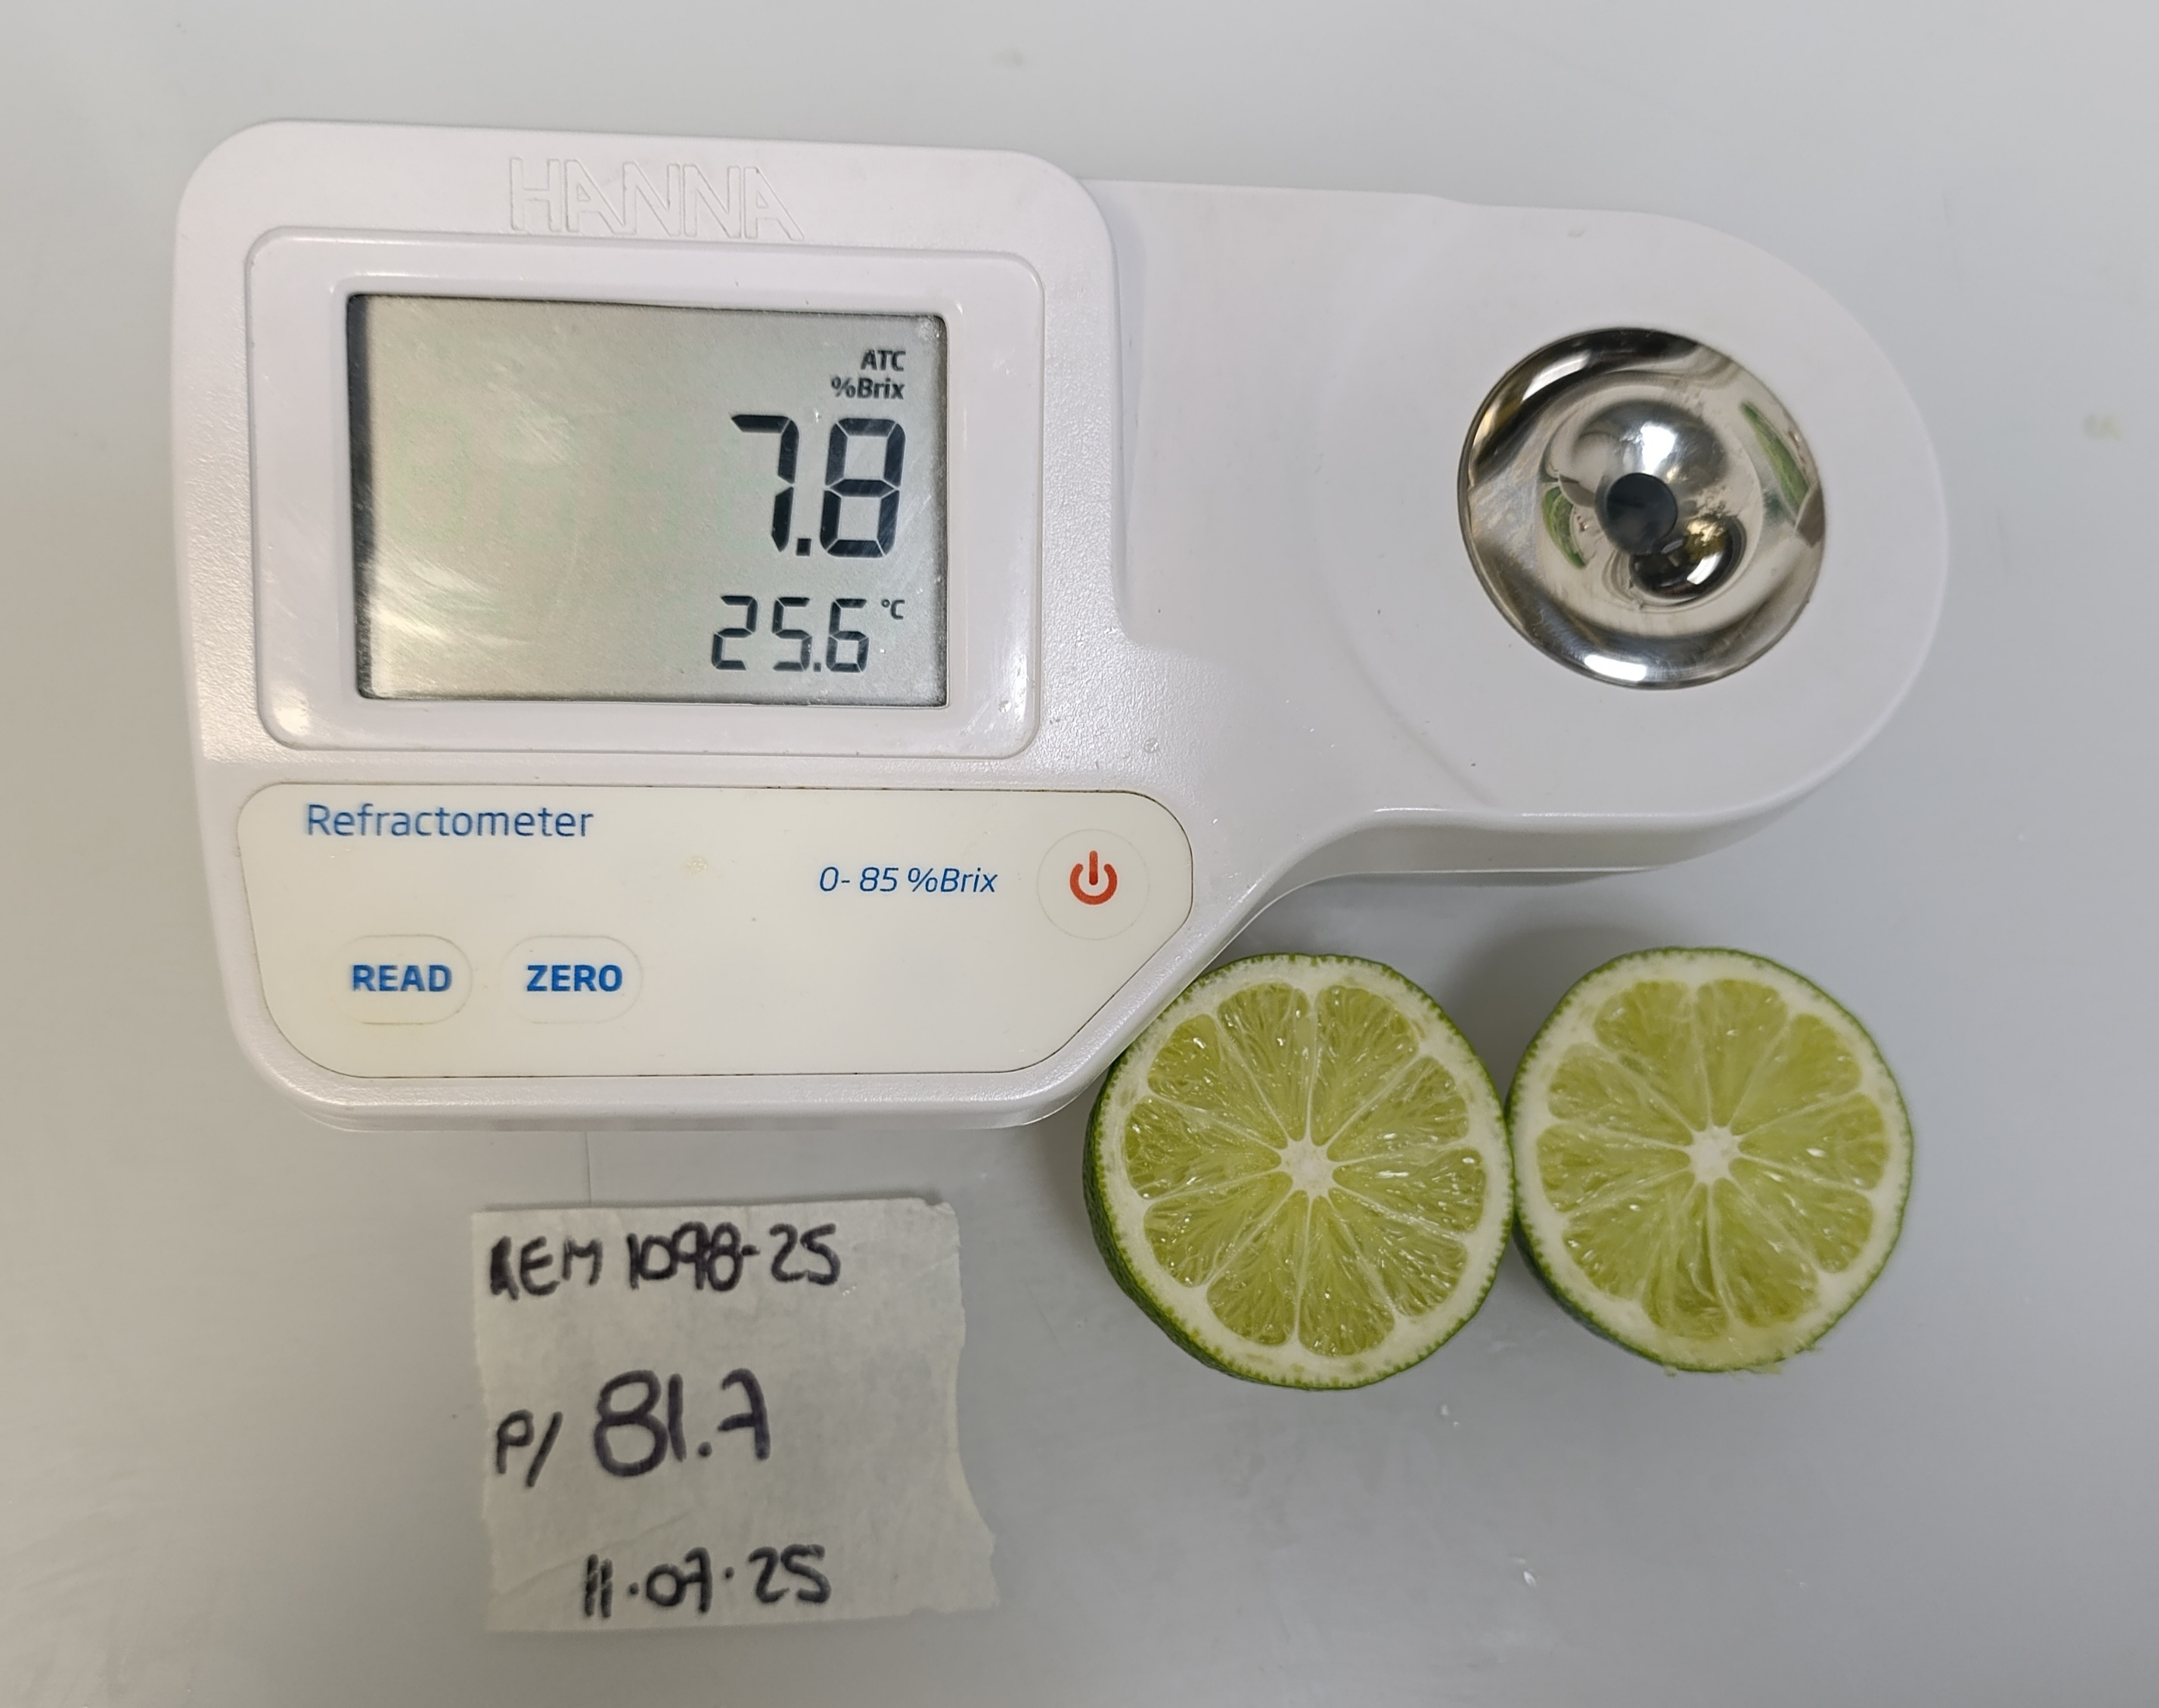 HANNA
ATC
%Brix
7.8
25.6 °C
Refractometer
0-85 %Brix
READ
ZERO
REM 1098-25
P/ 81.7
11.07.25